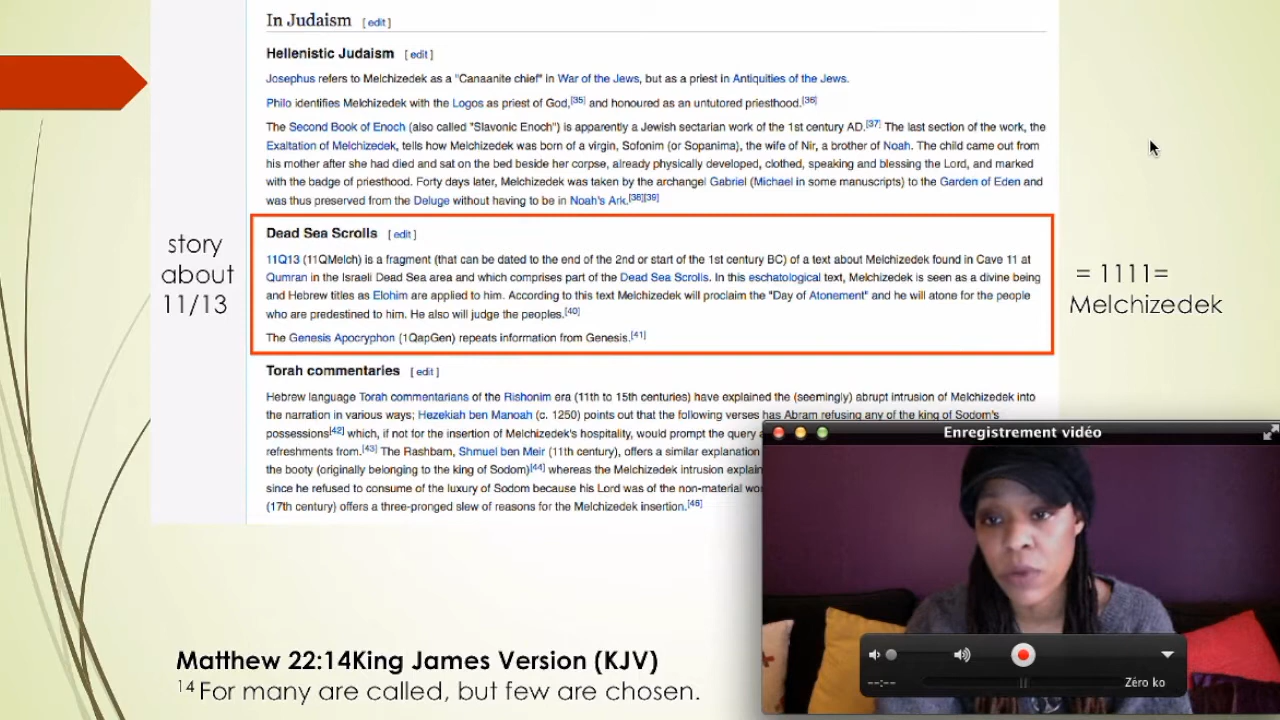 In Judaism [ edit ]
Hellenistic Judaism [ edit ]
Josephus refers to Melchizedek as a "Canaanite chief" in War of the Jews, but as a priest in Antiquities of the Jews.
Philo identifies Melchizedek with the Logos as priest of God,[35] and honoured as an untutored priesthood.[36]
The Second Book of Enoch (also called "Slavonic Enoch") is apparently a Jewish sectarian work of the 1st century AD.[37] The last section of the work, the
Exaltation of Melchizedek, tells how Melchizedek was born of a virgin, Sofonim (or Sopanima), the wife of Nir, a brother of Noah. The child came out from
his mother after she had died and sat on the bed beside her corpse, already physically developed, clothed, speaking and blessing the Lord, and marked
with the badge of priesthood. Forty days later, Melchizedek was taken by the archangel Gabriel (Michael in some manuscripts) to the Garden of Eden and
was thus preserved from the Deluge without having to be in Noah's Ark.[38][39]
Dead Sea Scrolls [ edit ]
11Q13 (11QMelch) is a fragment (that can be dated to the end of the 2nd or start of the 1st century BC) of a text about Melchizedek found in Cave 11 at
Qumran in the Israeli Dead Sea area and which comprises part of the Dead Sea Scrolls. In this eschatological text, Melchizedek is seen as a divine being
and Hebrew titles as Elohim are applied to him. According to this text Melchizedek will proclaim the "Day of Atonement" and he will atone for the people
who are predestined to him. He also will judge the peoples.[40]
The Genesis Apocryphon (1QapGen) repeats information from Genesis.[41]
story
about
11/13
= 1111=
Melchizedek
Torah commentaries [ edit ]
Hebrew language Torah commentarians of the Rishonim era (11th to 15th centuries) have explained the (seemingly) abrupt intrusion of Melchizedek into
the narration in various ways; Hezekiah ben Manoah (c. 1250) points out that the following verses has Abram refusing any of the king of Sodom's
possessions[42] which, if not for the insertion of Melchizedek's hospitality, would prompt the query a
refreshments from.[43] The Rashbam, Shmuel ben Meir (11th century), offers a similar explanation
the booty (originally belonging to the king of Sodom)[44] whereas the Melchizedek intrusion explain
since he refused to consume of the luxury of Sodom because his Lord was of the non-material wo
(17th century) offers a three-pronged slew of reasons for the Melchizedek insertion.[46]
Enregistrement vidéo
--:--
Zéro ko
Matthew 22:14King James Version (KJV)
14 For many are called, but few are chosen.